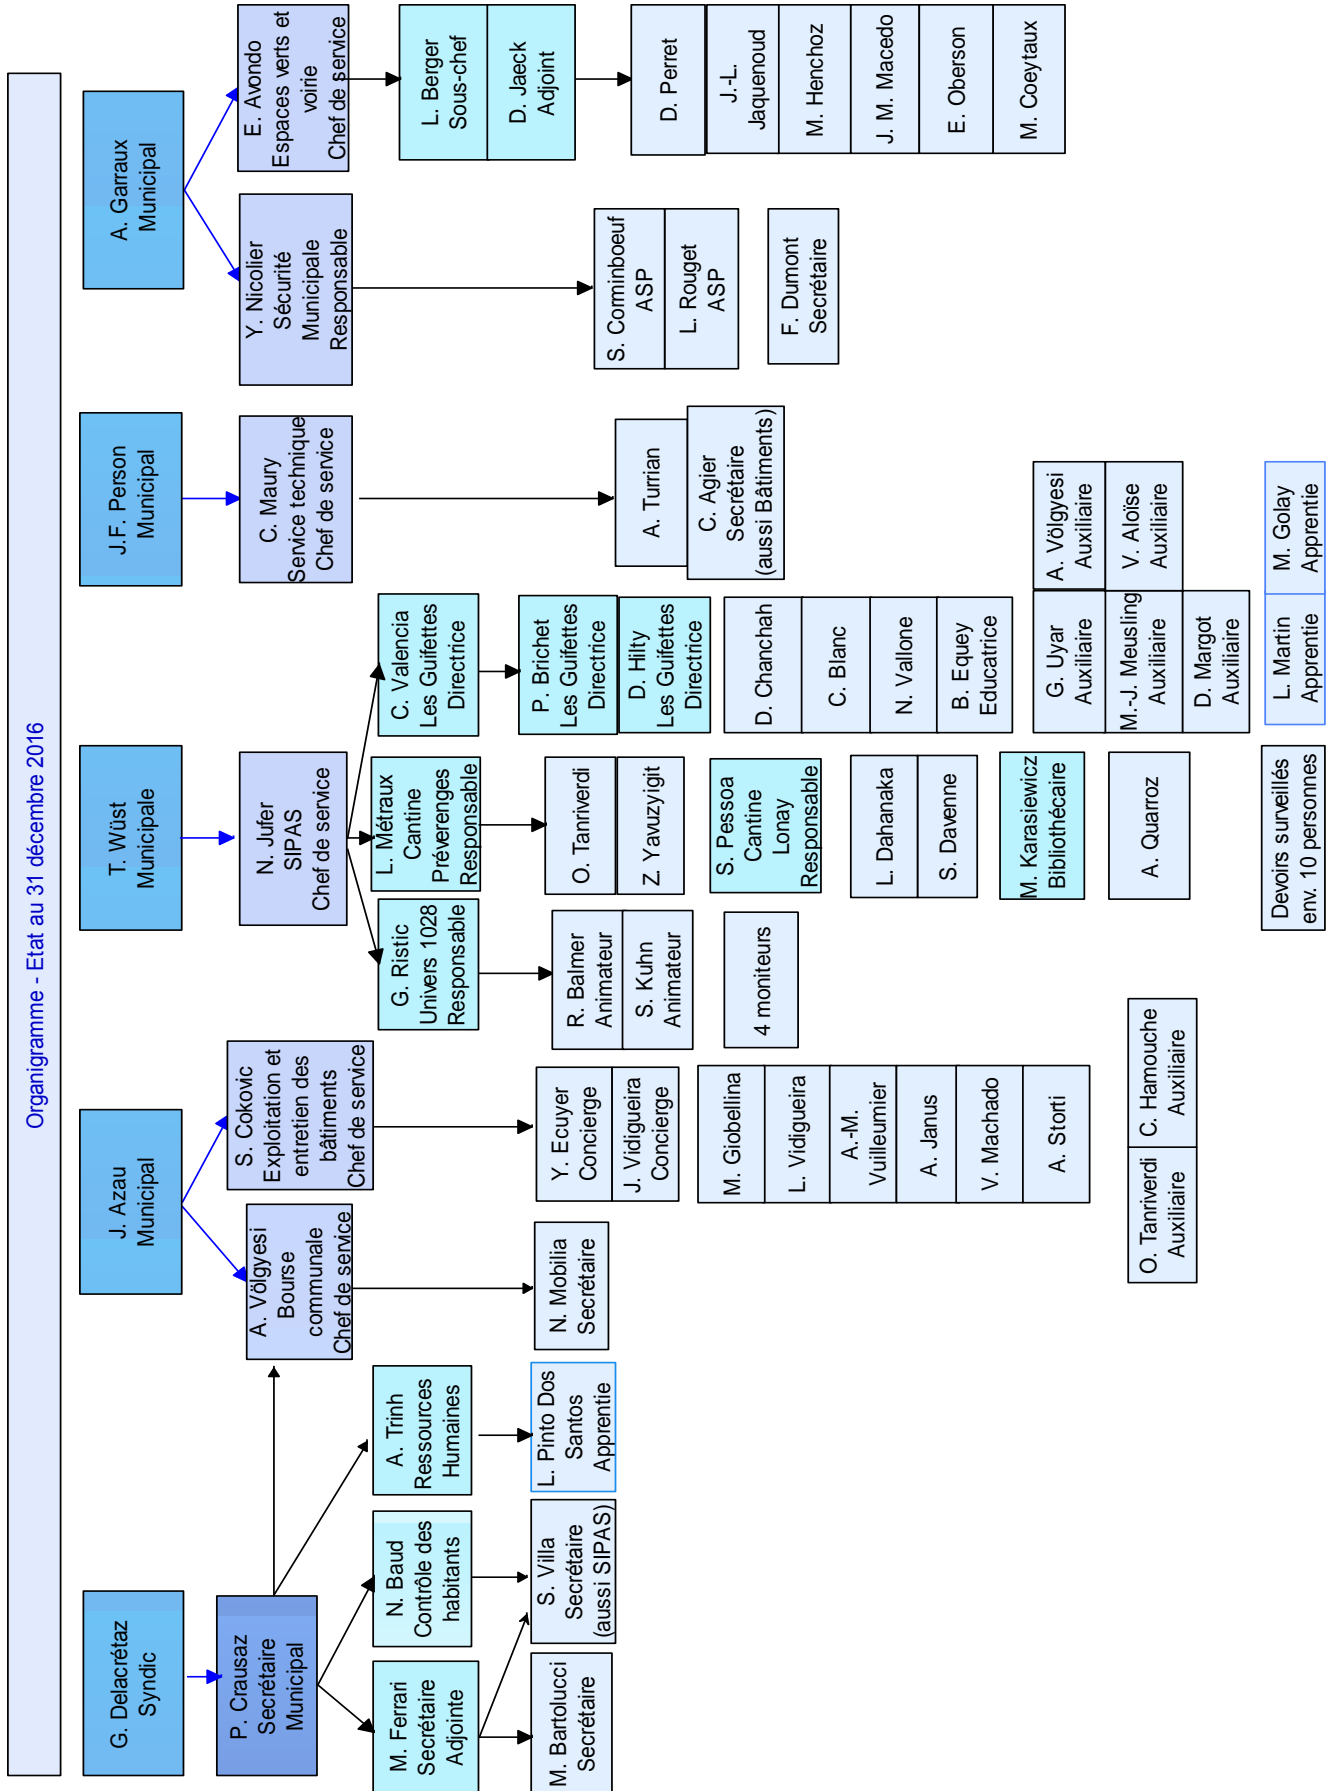 Organigramme - Etat au 31 décembre 2016
G. Delacrétaz
Syndic
J. Azau
Municipal
T. Wüst
Municipale
J.F. Person
Municipal
A. Garraux
Municipal
P. Crausaz
Secrétaire
Municipal
A. Völgyesi
Bourse
communale
Chef de service
S. Cokovic
Exploitation et
entretien des
bâtiments
Chef de service
N. Jufer
SIPAS
Chef de service
C. Maury
Service technique
Chef de service
Y. Nicolier
Sécurité
Municipale
Responsable
E. Avondo
Espaces verts et
voirie
Chef de service
M. Ferrari
Secrétaire
Adjointe
N. Baud
Contrôle des
habitants
A. Trinh
Ressources
Humaines
G. Ristic
Univers 1028
Responsable
L. Métraux
Cantine
Préverenges
Responsable
C. Valencia
Les Guifettes
Directrice
L. Berger
Sous-chef
D. Jaeck
Adjoint
M. Bartolucci
Secrétaire
S. Villa
Secrétaire
(aussi SIPAS)
L. Pinto Dos
Santos
Apprentie
N. Mobilia
Secrétaire
Y. Ecuyer
Concierge
J. Vidigueira
Concierge
M. Giobellina
L. Vidigueira
A.-M.
Vuilleumier
A. Janus
V. Machado
A. Storti
O. Tanriverdi
Auxiliaire
C. Hamouche
Auxiliaire
R. Balmer
Animateur
S. Kuhn
Animateur
4 moniteurs
O. Tanriverdi
Z. Yavuzyigit
S. Pessoa
Cantine
Lonay
Responsable
L. Dahanaka
S. Davenne
M. Karasiewicz
Bibliothécaire
A. Quarroz
Devoirs surveillés
env. 10 personnes
P. Brichet
Les Guifettes
Directrice
D. Hilty
Les Guifettes
Directrice
D. Chanchah
C. Blanc
N. Vallone
B. Equey
Educatrice
G. Uyar
Auxiliaire
A. Völgyesi
Auxiliaire
M.-J. Meusling
Auxiliaire
V. Aloïse
Auxiliaire
D. Margot
Auxiliaire
L. Martin
Apprentie
M. Golay
Apprentie
A. Turrian
C. Agier
Secrétaire
(aussi Bâtiments)
S. Corminboeuf
ASP
L. Rouget
ASP
F. Dumont
Secrétaire
D. Perret
J.-L.
Jaquenoud
M. Henchoz
J. M. Macedo
E. Oberson
M. Coeytaux